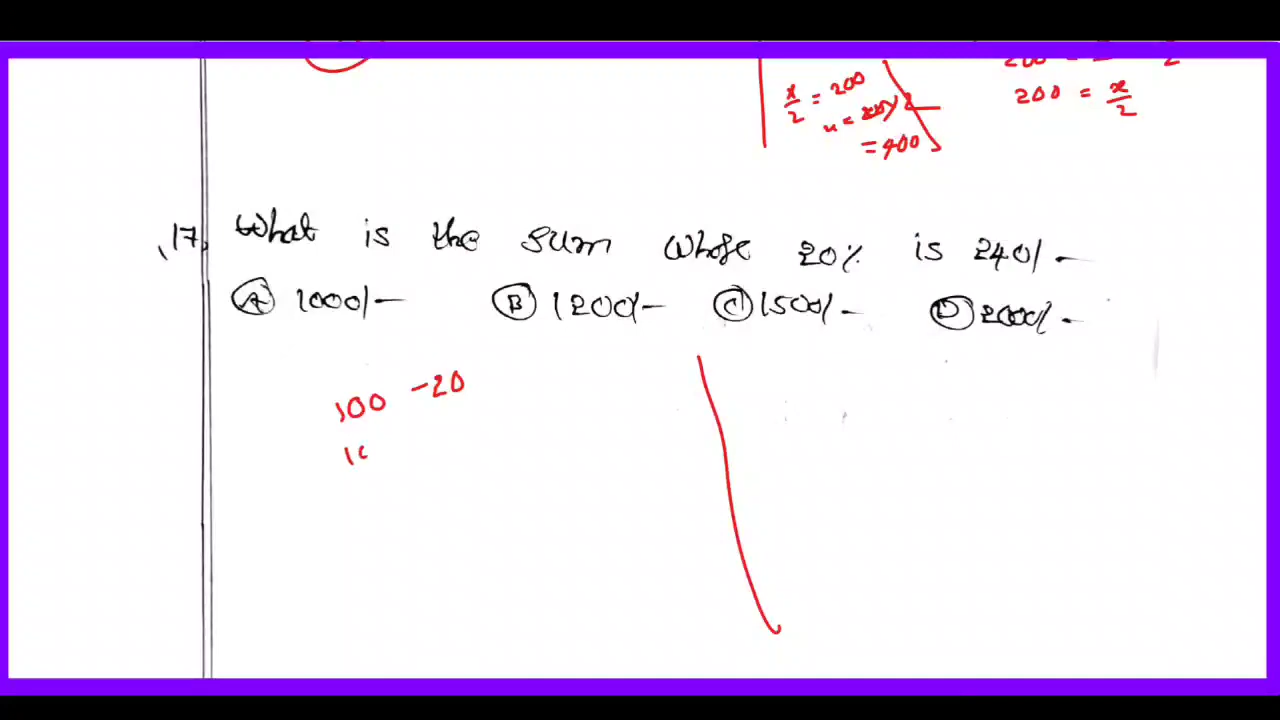 200 =
x/2 = 200
200 = x/2
= 400
17. What is the sum whose 20% is 240/-
A 1000/- B 1200/- C 1500/- D 2000/-
100 - 20